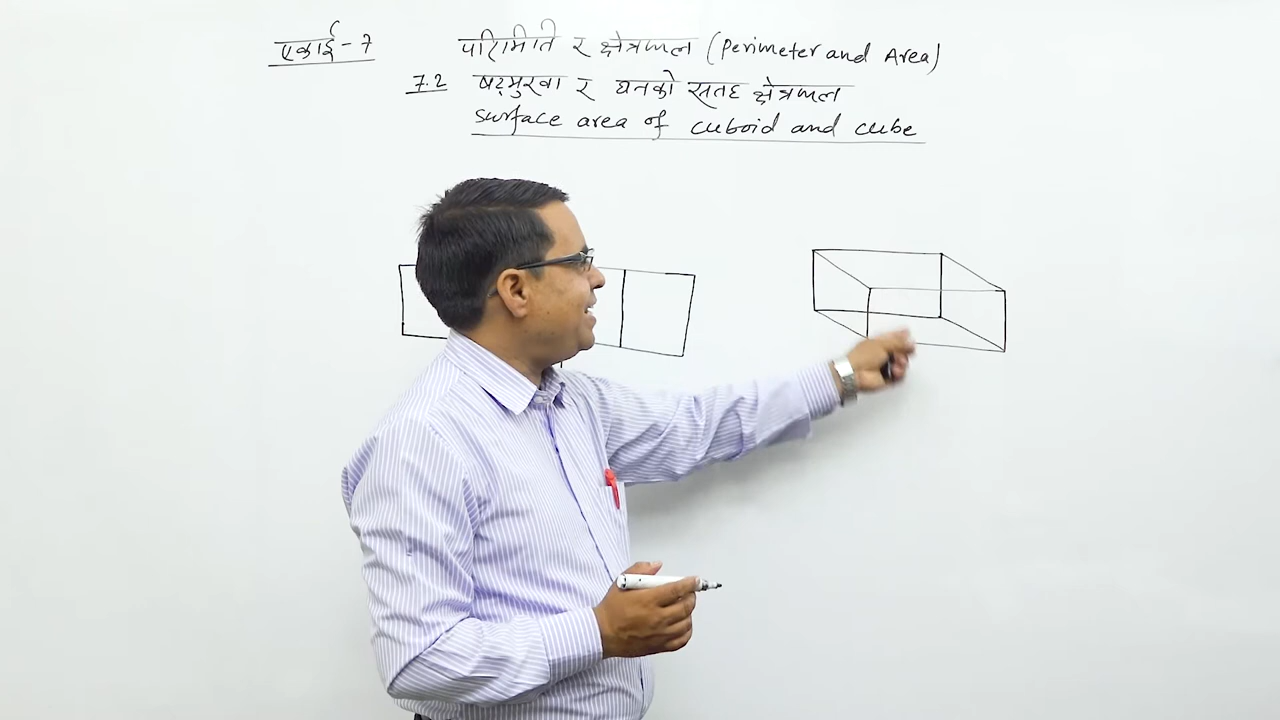 एकाई - 7 परिमिति र क्षेत्रफल (Perimeter and Area)
7.2 षट्मुखा र घनको सतह क्षेत्रफल
Surface area of cuboid and cube